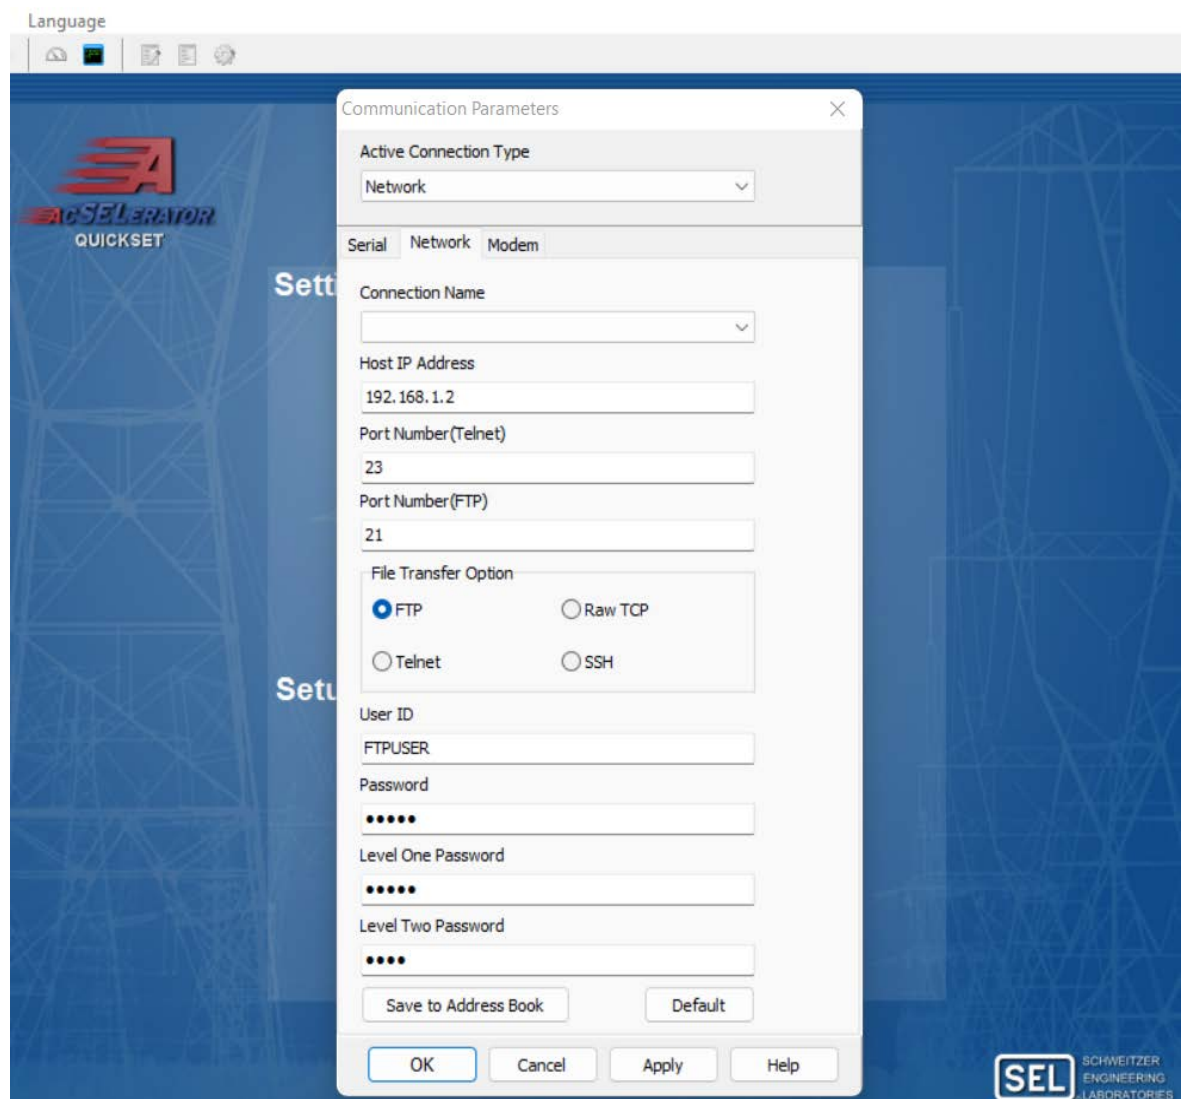 Language
Communication Parameters
Active Connection Type
Network
acSELerator
QUICKSET
Serial Network Modem
Setti
Connection Name
Host IP Address
192.168.1.2
Port Number(Telnet)
23
Port Number(FTP)
21
File Transfer Option
FTP Raw TCP
Telnet SSH
Setu
User ID
FTPUSER
Password
•••••
Level One Password
•••••
Level Two Password
••••
Save to Address Book Default
OK Cancel Apply Help
SEL SCHWEITZER
ENGINEERING
LABORATORIES